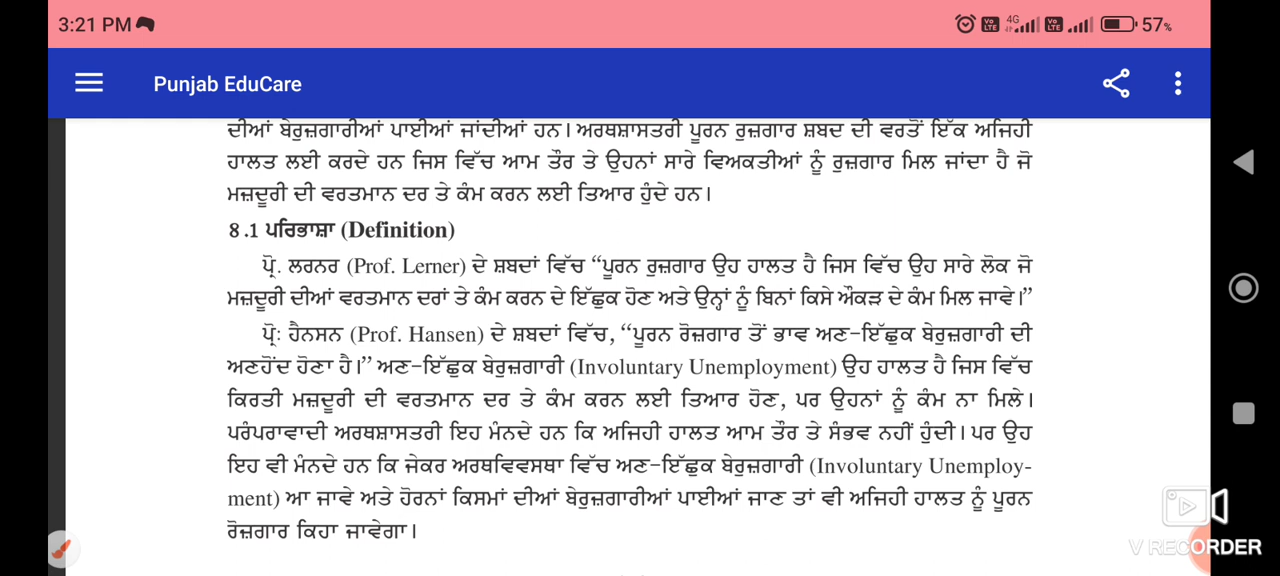 3:21 PM
4G
Vo LTE
Vo LTE
57%
Punjab EduCare
ਦੀਆਂ ਬੇਰੁਜ਼ਗਾਰੀਆਂ ਪਾਈਆਂ ਜਾਂਦੀਆਂ ਹਨ। ਅਰਥਸ਼ਾਸਤਰੀ ਪੂਰਨ ਰੁਜ਼ਗਾਰ ਸ਼ਬਦ ਦੀ ਵਰਤੋਂ ਇੱਕ ਅਜਿਹੀ
ਹਾਲਤ ਲਈ ਕਰਦੇ ਹਨ ਜਿਸ ਵਿੱਚ ਆਮ ਤੌਰ ਤੇ ਉਹਨਾਂ ਸਾਰੇ ਵਿਅਕਤੀਆਂ ਨੂੰ ਰੁਜ਼ਗਾਰ ਮਿਲ ਜਾਂਦਾ ਹੈ ਜੋ
ਮਜ਼ਦੂਰੀ ਦੀ ਵਰਤਮਾਨ ਦਰ ਤੇ ਕੰਮ ਕਰਨ ਲਈ ਤਿਆਰ ਹੁੰਦੇ ਹਨ।
8.1 ਪਰਿਭਾਸ਼ਾ (Definition)
ਪ੍ਰੋ. ਲਰਨਰ (Prof. Lerner) ਦੇ ਸ਼ਬਦਾਂ ਵਿੱਚ “ਪੂਰਨ ਰੁਜ਼ਗਾਰ ਉਹ ਹਾਲਤ ਹੈ ਜਿਸ ਵਿੱਚ ਉਹ ਸਾਰੇ ਲੋਕ ਜੋ
ਮਜ਼ਦੂਰੀ ਦੀਆਂ ਵਰਤਮਾਨ ਦਰਾਂ ਤੇ ਕੰਮ ਕਰਨ ਦੇ ਇੱਛੁਕ ਹੋਣ ਅਤੇ ਉਨ੍ਹਾਂ ਨੂੰ ਬਿਨਾਂ ਕਿਸੇ ਔਕੜ ਦੇ ਕੰਮ ਮਿਲ ਜਾਵੇ।”
ਪ੍ਰੋ: ਹੈਨਸਨ (Prof. Hansen) ਦੇ ਸ਼ਬਦਾਂ ਵਿੱਚ, “ਪੂਰਨ ਰੋਜ਼ਗਾਰ ਤੋਂ ਭਾਵ ਅਣ-ਇੱਛੁਕ ਬੇਰੁਜ਼ਗਾਰੀ ਦੀ
ਅਣਹੋਂਦ ਹੋਣਾ ਹੈ।” ਅਣ-ਇੱਛੁਕ ਬੇਰੁਜ਼ਗਾਰੀ (Involuntary Unemployment) ਉਹ ਹਾਲਤ ਹੈ ਜਿਸ ਵਿੱਚ
ਕਿਰਤੀ ਮਜ਼ਦੂਰੀ ਦੀ ਵਰਤਮਾਨ ਦਰ ਤੇ ਕੰਮ ਕਰਨ ਲਈ ਤਿਆਰ ਹੋਣ, ਪਰ ਉਹਨਾਂ ਨੂੰ ਕੰਮ ਨਾ ਮਿਲੇ।
ਪਰੰਪਰਾਵਾਦੀ ਅਰਥਸ਼ਾਸਤਰੀ ਇਹ ਮੰਨਦੇ ਹਨ ਕਿ ਅਜਿਹੀ ਹਾਲਤ ਆਮ ਤੌਰ ਤੇ ਸੰਭਵ ਨਹੀਂ ਹੁੰਦੀ। ਪਰ ਉਹ
ਇਹ ਵੀ ਮੰਨਦੇ ਹਨ ਕਿ ਜੇਕਰ ਅਰਥਵਿਵਸਥਾ ਵਿੱਚ ਅਣ-ਇੱਛੁਕ ਬੇਰੁਜ਼ਗਾਰੀ (Involuntary Unemploy-
ment) ਆ ਜਾਵੇ ਅਤੇ ਹੋਰਨਾਂ ਕਿਸਮਾਂ ਦੀਆਂ ਬੇਰੁਜ਼ਗਾਰੀਆਂ ਪਾਈਆਂ ਜਾਣ ਤਾਂ ਵੀ ਅਜਿਹੀ ਹਾਲਤ ਨੂੰ ਪੂਰਨ
ਰੋਜ਼ਗਾਰ ਕਿਹਾ ਜਾਵੇਗਾ।
V RECORDER